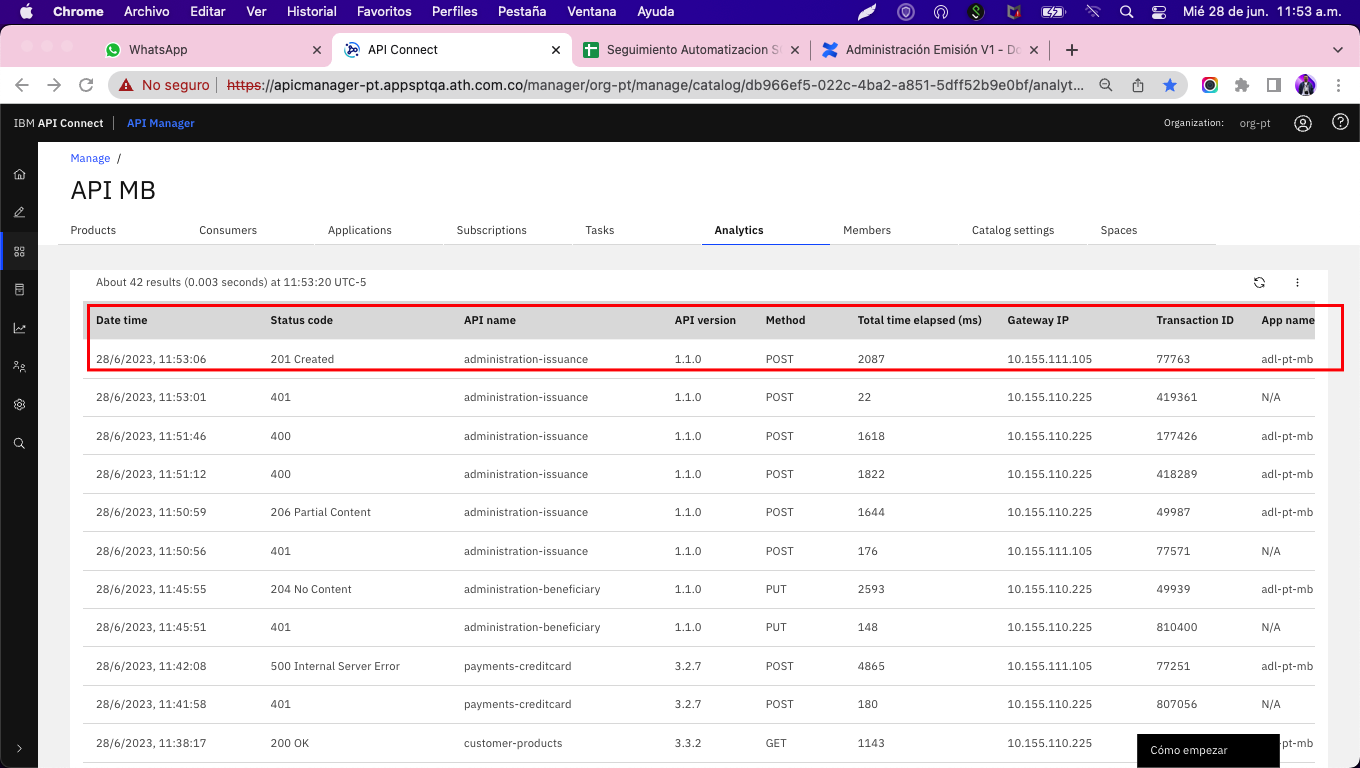 Chrome Archivo Editar Ver Historial Favoritos Perfiles Pestaña Ventana Ayuda Mié 28 de jun. 11:53 a.m.
WhatsApp API Connect Seguimiento Automatizacion Administración Emisión V1 -
No seguro https://apicmanager-pt.appsptqa.ath.com.co/manager/org-pt/manage/catalog/db966ef5-022c-4ba2-a851-5dff52b9e0bf/analyt...
IBM API Connect API Manager Organization: org-pt
Manage /
API MB
Products Consumers Applications Subscriptions Tasks Analytics Members Catalog settings Spaces
About 42 results (0.003 seconds) at 11:53:20 UTC-5
Date time Status code API name API version Method Total time elapsed (ms) Gateway IP Transaction ID App name
28/6/2023, 11:53:06 201 Created administration-issuance 1.1.0 POST 2087 10.155.111.105 77763 adl-pt-mb
28/6/2023, 11:53:01 401 administration-issuance 1.1.0 POST 22 10.155.110.225 419361 N/A
28/6/2023, 11:51:46 400 administration-issuance 1.1.0 POST 1618 10.155.110.225 177426 adl-pt-mb
28/6/2023, 11:51:12 400 administration-issuance 1.1.0 POST 1822 10.155.110.225 418289 adl-pt-mb
28/6/2023, 11:50:59 206 Partial Content administration-issuance 1.1.0 POST 1644 10.155.110.225 49987 adl-pt-mb
28/6/2023, 11:50:56 401 administration-issuance 1.1.0 POST 176 10.155.111.105 77571 N/A
28/6/2023, 11:45:55 204 No Content administration-beneficiary 1.1.0 PUT 2593 10.155.110.225 49939 adl-pt-mb
28/6/2023, 11:45:51 401 administration-beneficiary 1.1.0 PUT 148 10.155.110.225 810400 N/A
28/6/2023, 11:42:08 500 Internal Server Error payments-creditcard 3.2.7 POST 4865 10.155.111.105 77251 adl-pt-mb
28/6/2023, 11:41:58 401 payments-creditcard 3.2.7 POST 180 10.155.110.225 807056 N/A
28/6/2023, 11:38:17 200 OK customer-products 3.3.2 GET 1143 10.155.110.225 pt-mb
Cómo empezar